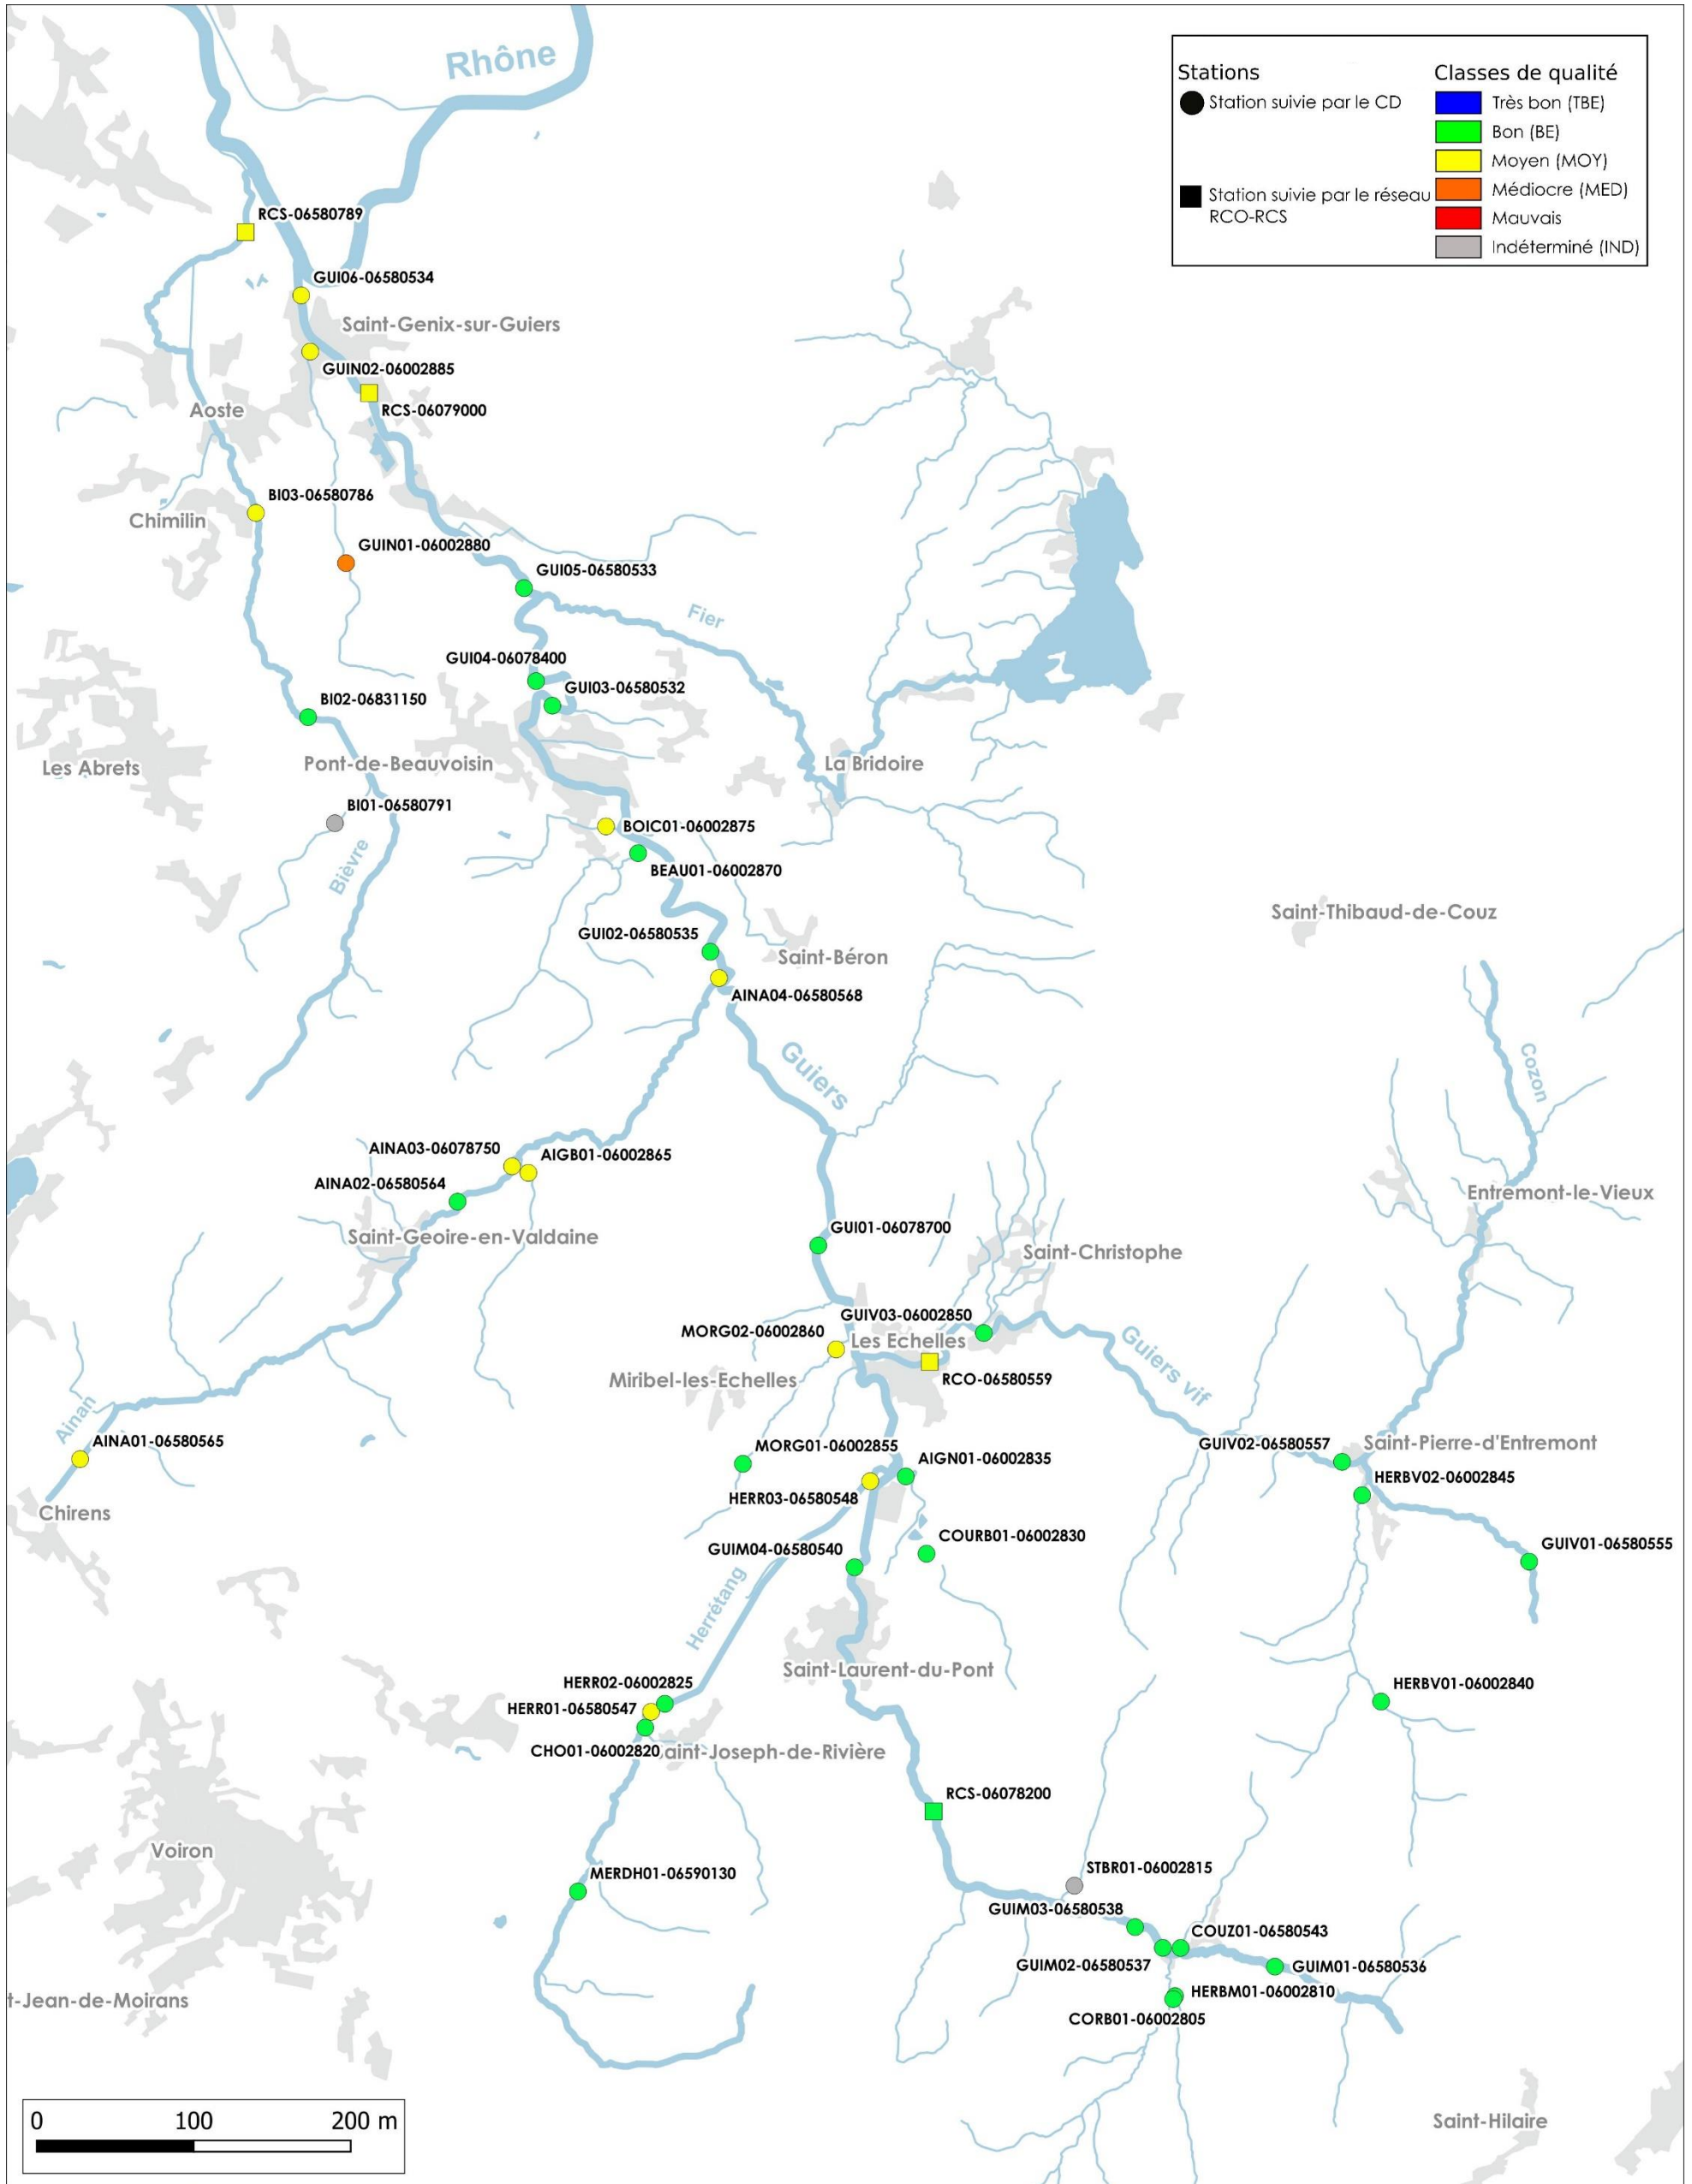 Rhône
Stations
Station suivie par le CD
Station suivie par le réseau
RCO-RCS
Classes de qualité
Très bon (TBE)
Bon (BE)
Moyen (MOY)
Médiocre (MED)
Mauvais
Indéterminé (IND)
RCS-06580789
GUI06-06580534
Saint-Genix-sur-Guiers
GUIN02-06002885
RCS-06079000
Aoste
BI03-06580786
Chimilin
GUIN01-06002880
GUI05-06580533
Fier
GUI04-06078400
GUI03-06580532
BI02-06831150
Les Abrets
Pont-de-Beauvoisin
La Bridoire
BI01-06580791
BOIC01-06002875
Bièvre
BEAU01-06002870
Saint-Thibaud-de-Couz
GUI02-06580535
Saint-Béron
AINA04-06580568
Guiers
Cozon
AINA03-06078750
AIGB01-06002865
AINA02-06580564
Entremont-le-Vieux
Saint-Geoire-en-Valdaine
GUI01-06078700
Saint-Christophe
GUIV03-06002850
MORG02-06002860
Les Echelles
Guiers vif
Miribel-les-Echelles
RCO-06580559
Ainan
AINA01-06580565
MORG01-06002855
GUIV02-06580557
Saint-Pierre-d'Entremont
AIGN01-06002835
HERBV02-06002845
HERR03-06580548
Chirens
COURB01-06002830
GUIM04-06580540
GUIV01-06580555
Herrétang
Saint-Laurent-du-Pont
HERR02-06002825
HERBV01-06002840
HERR01-06580547
CHO01-06002820
aint-Joseph-de-Rivière
RCS-06078200
Voiron
MERDH01-06590130
STBR01-06002815
GUIM03-06580538
COUZ01-06580543
GUIM02-06580537
GUIM01-06580536
HERBM01-06002810
t-Jean-de-Moirans
CORB01-06002805
0 100 200 m
Saint-Hilaire